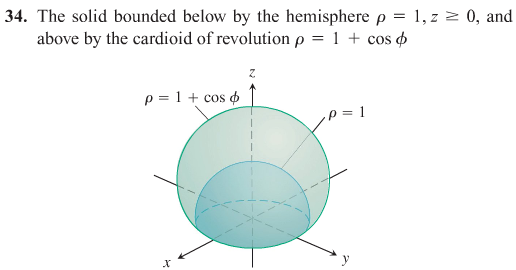 34. The solid bounded below by the hemisphere ρ = 1, z ≥ 0, and
above by the cardioid of revolution ρ = 1 + cos ϕ
z
ρ = 1 + cos ϕ
ρ = 1
x
y